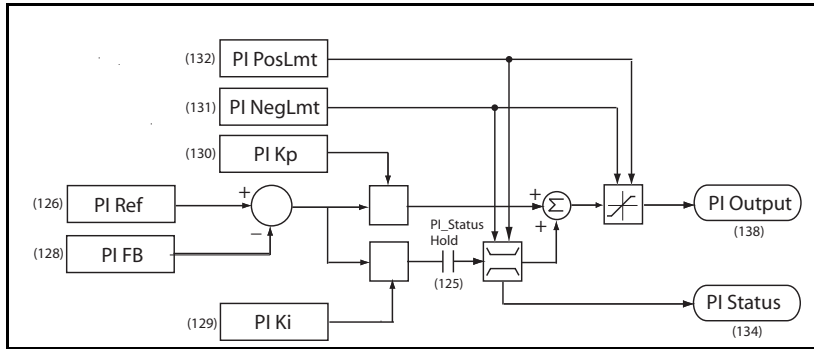 (132) PI PosLmt
(131) PI NegLmt
(130) PI Kp
(126) PI Ref
+
−
(128) PI FB
(129) PI Ki
PI_Status
Hold
(125)
+
Σ
+
PI Output
(138)
PI Status
(134)